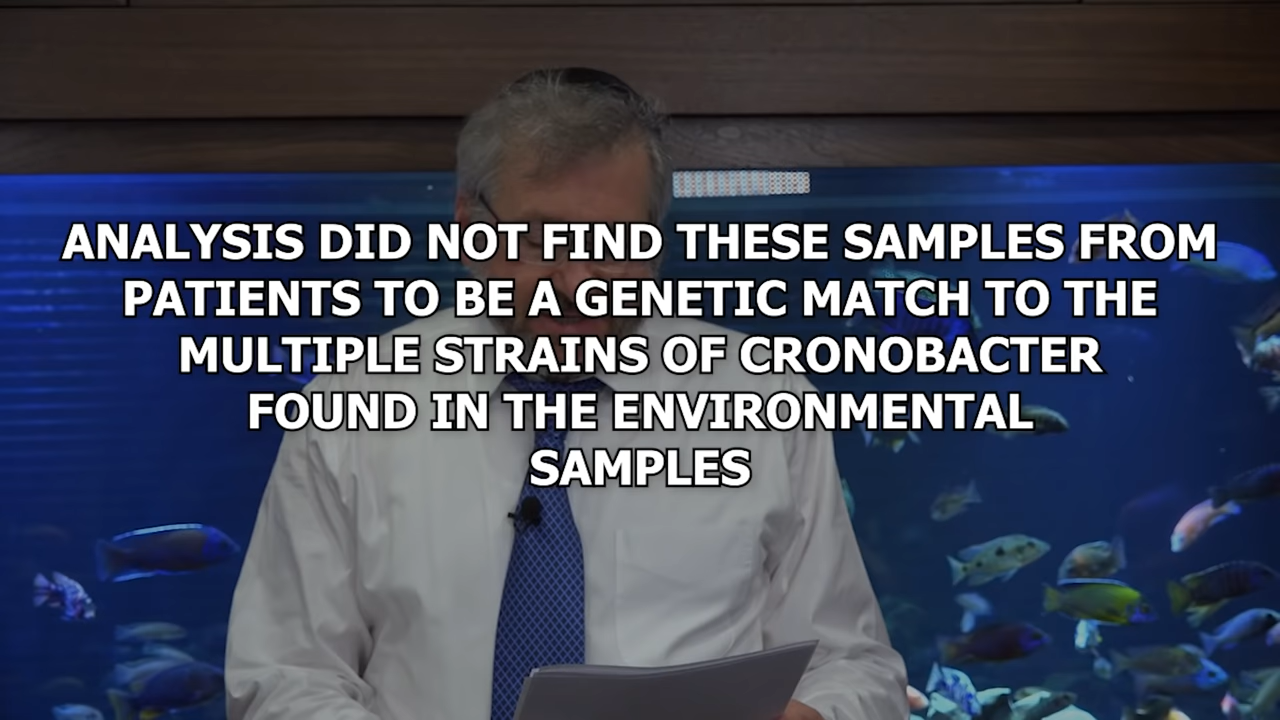 ANALYSIS DID NOT FIND THESE SAMPLES FROM
PATIENTS TO BE A GENETIC MATCH TO THE
MULTIPLE STRAINS OF CRONOBACTER
FOUND IN THE ENVIRONMENTAL
SAMPLES